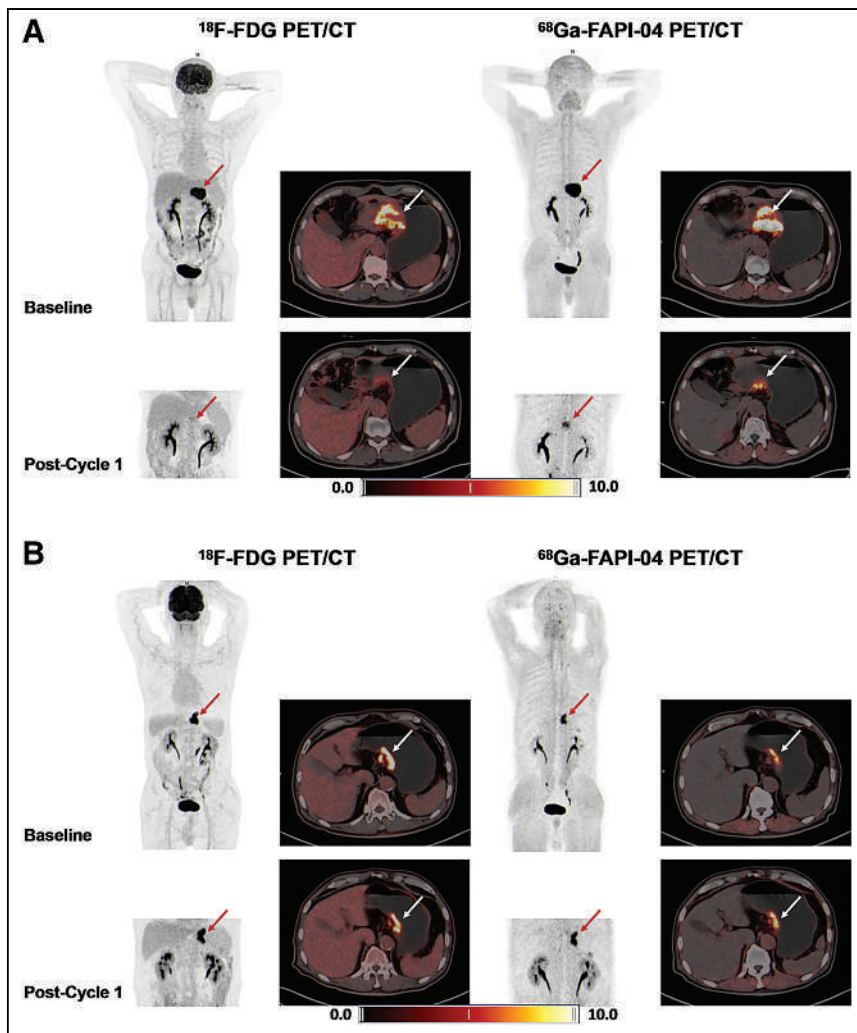 A
¹⁸F-FDG PET/CT
⁶⁸Ga-FAPI-04 PET/CT
Baseline
Post-Cycle 1
0.0
10.0
B
¹⁸F-FDG PET/CT
⁶⁸Ga-FAPI-04 PET/CT
Baseline
Post-Cycle 1
0.0
10.0